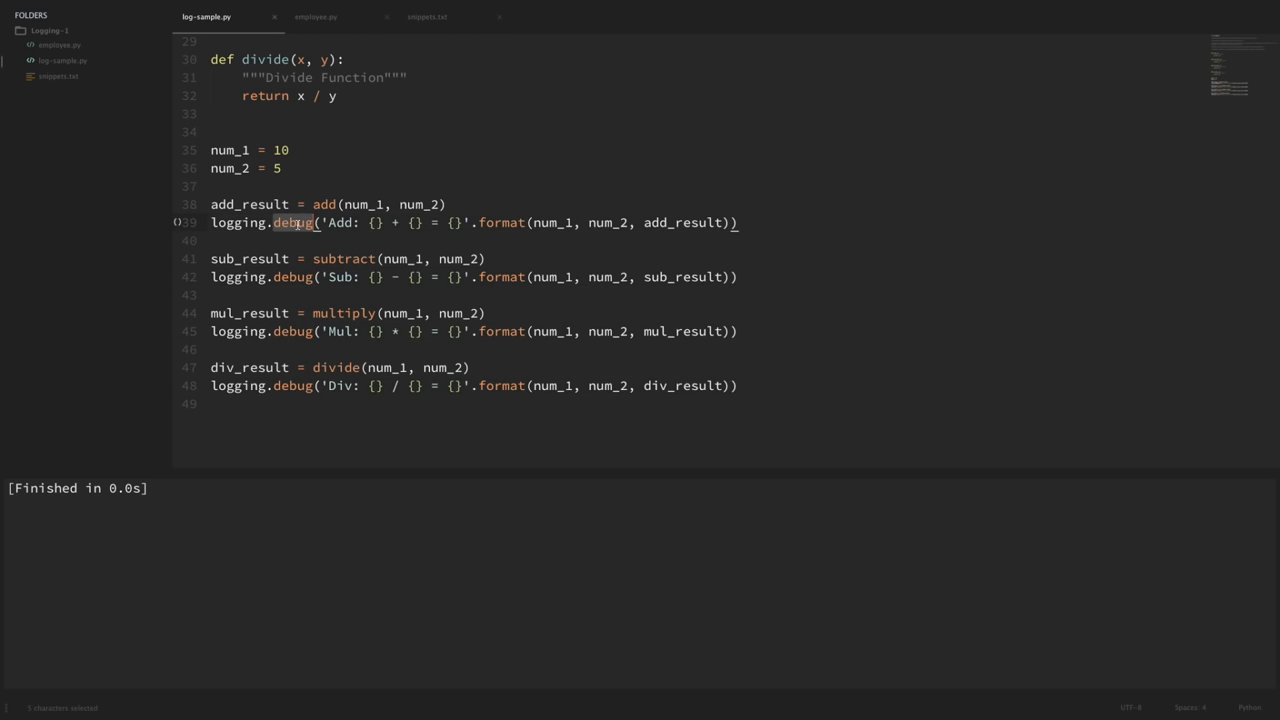 FOLDERS
Logging-1
employee.py
log-sample.py
snippets.txt
log-sample.py × employee.py × snippets.txt ×
29
30 def divide(x, y):
31     """Divide Function"""
32     return x / y
33
34
35 num_1 = 10
36 num_2 = 5
37
38 add_result = add(num_1, num_2)
()39 logging.debug('Add: {} + {} = {}'.format(num_1, num_2, add_result))
40
41 sub_result = subtract(num_1, num_2)
42 logging.debug('Sub: {} - {} = {}'.format(num_1, num_2, sub_result))
43
44 mul_result = multiply(num_1, num_2)
45 logging.debug('Mul: {} * {} = {}'.format(num_1, num_2, mul_result))
46
47 div_result = divide(num_1, num_2)
48 logging.debug('Div: {} / {} = {}'.format(num_1, num_2, div_result))
49
[Finished in 0.0s]
5 characters selected UTF-8 Spaces: 4 Python